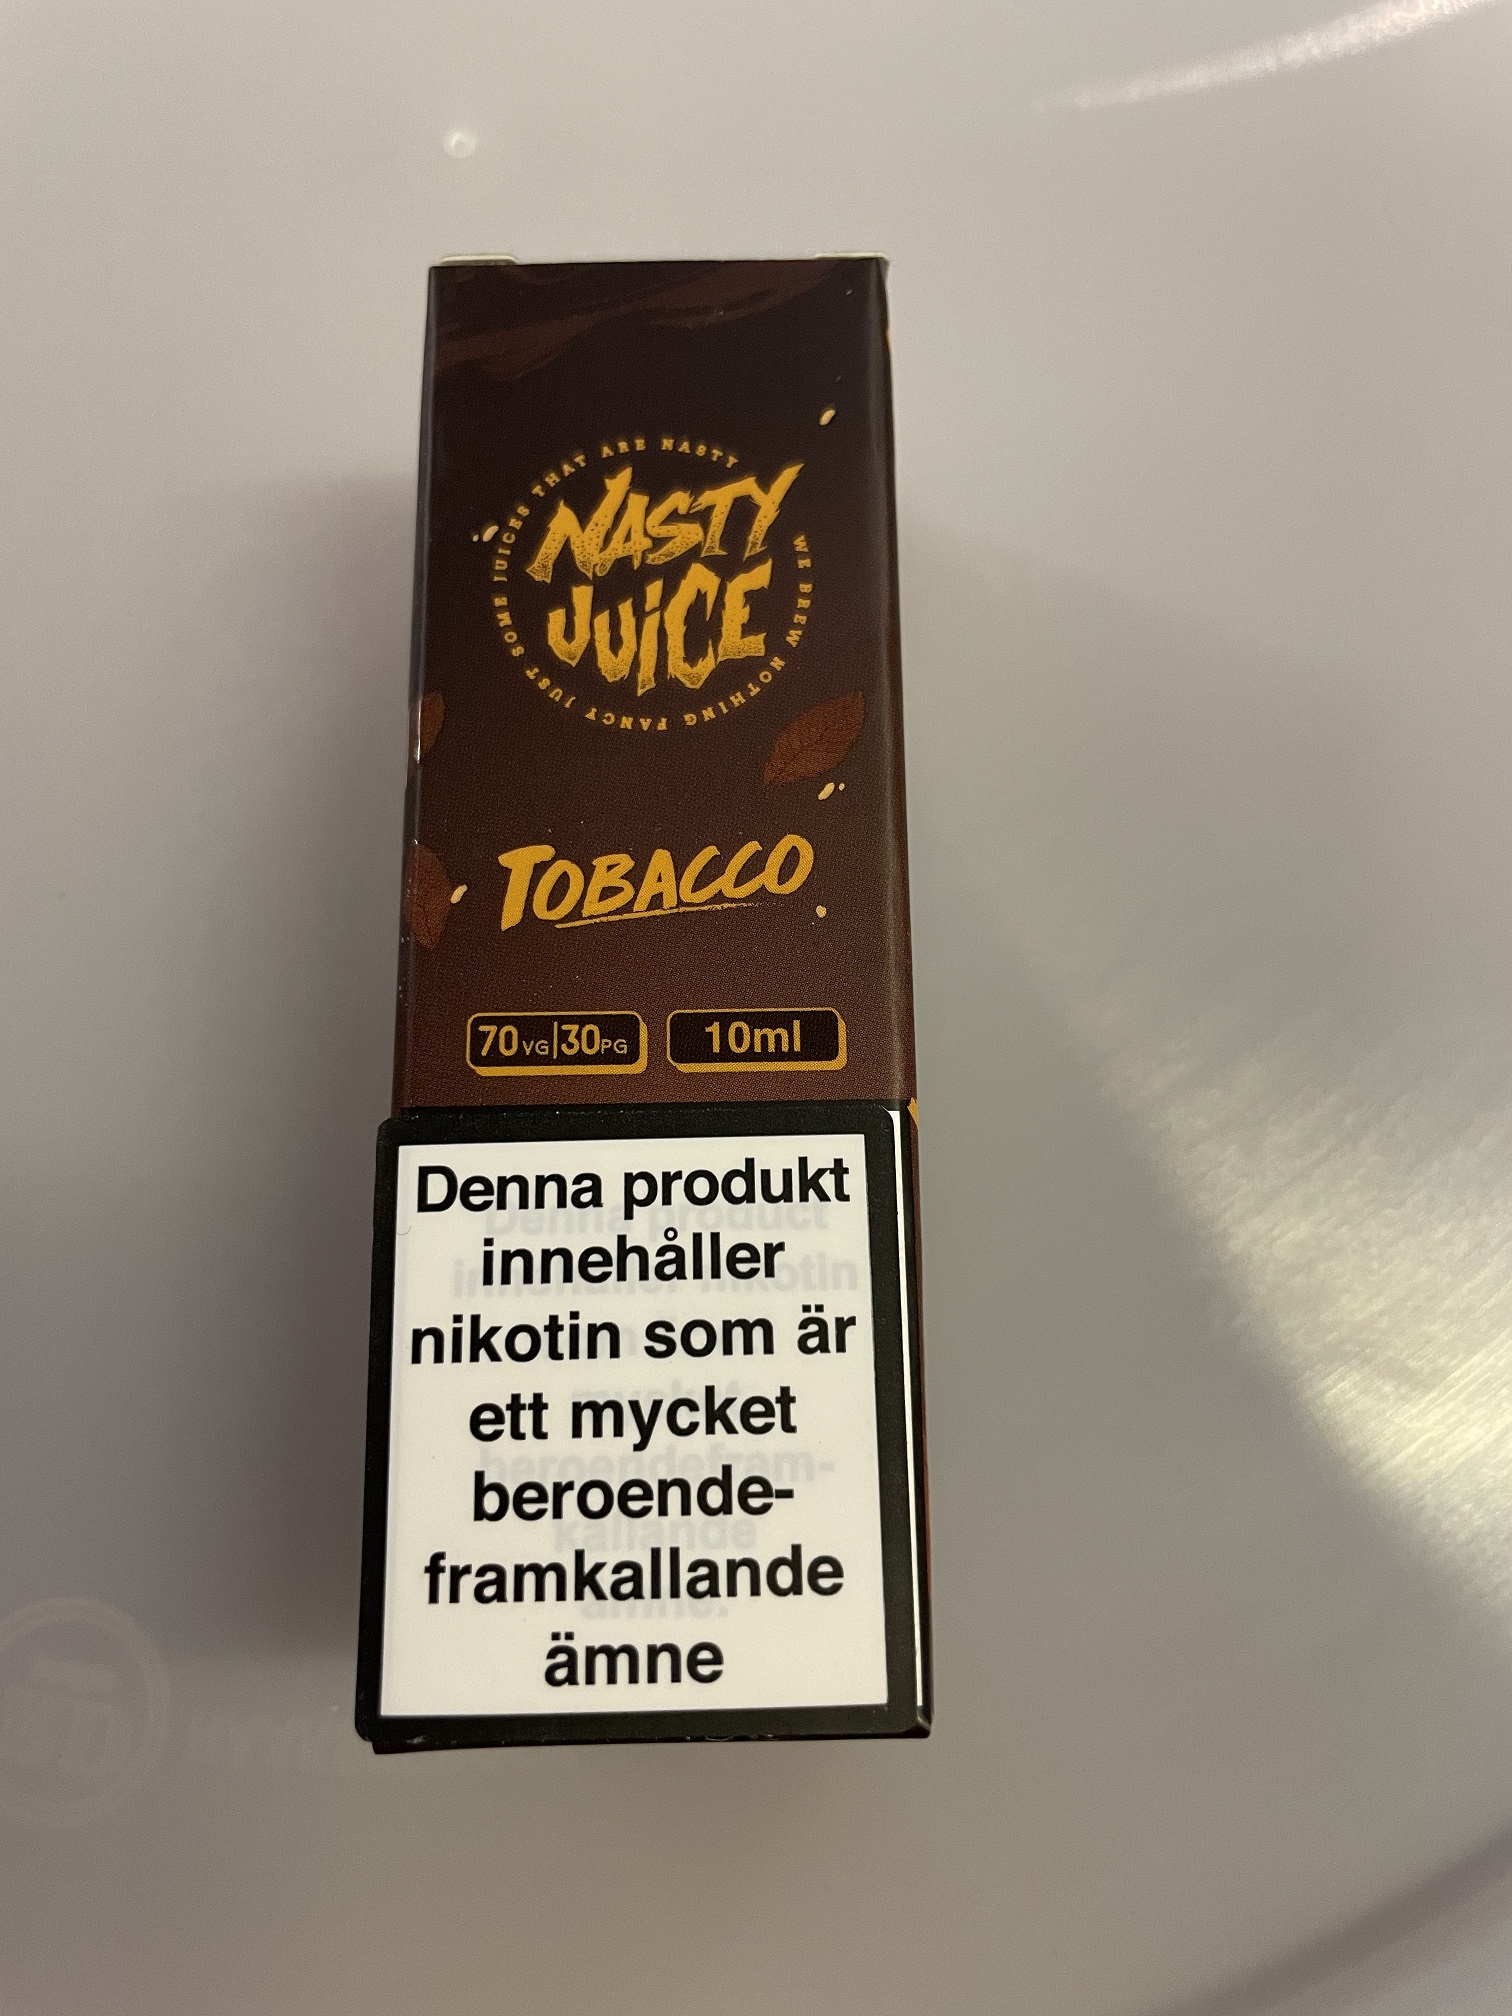 JUST SOME JUICES THAT ARE NASTY
WE BREW NOTHING FANCY
NASTY
JUICE
TOBACCO
70VG|30PG
10ml
Denna produkt
innehåller
nikotin som är
ett mycket
beroende-
framkallande
ämne